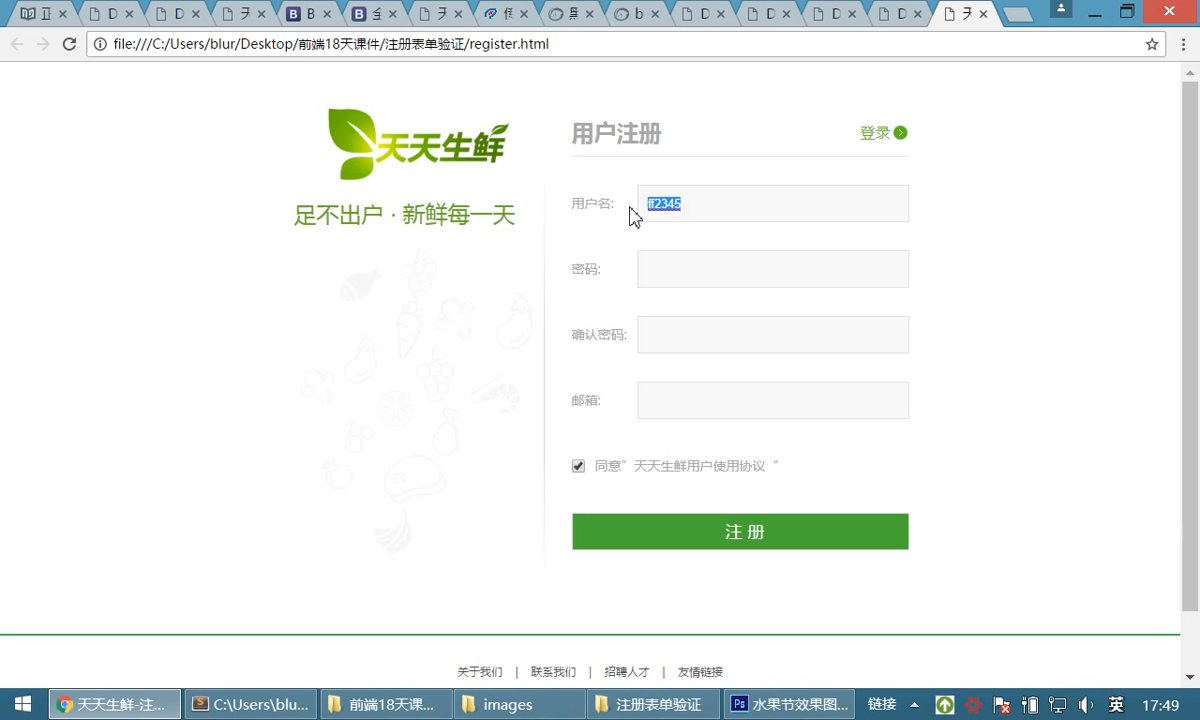 file:///C:/Users/blur/Desktop/前端18天课件/注册表单验证/register.html
天天生鲜
足不出户 · 新鲜每一天
用户注册
登录
用户名:
ff2345
密码:
确认密码:
邮箱:
同意” 天天生鲜用户使用协议 ”
注 册
关于我们 | 联系我们 | 招聘人才 | 友情链接
天天生鲜-注... C:\Users\blu... 前端18天课... images 注册表单验证 Ps 水果节效果图... 链接 英 17:49